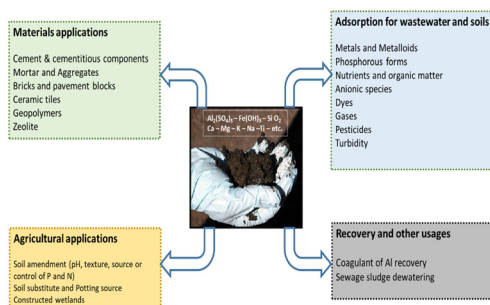 Materials applications
Cement & cementitious components
Mortar and Aggregates
Bricks and pavement blocks
Ceramic tiles
Geopolymers
Zeolite
Adsorption for wastewater and soils
Metals and Metalloids
Phosphorous forms
Nutrients and organic matter
Anionic species
Dyes
Gases
Pesticides
Turbidity
Al₂(SO₄)₃ – Fe(OH)₃ – Si O₂
Ca – Mg – K – Na –Ti – etc.
Agricultural applications
Soil amendment (pH, texture, source or
control of P and N)
Soil substitute and Potting source
Constructed wetlands
Recovery and other usages
Coagulant of Al recovery
Sewage sludge dewatering